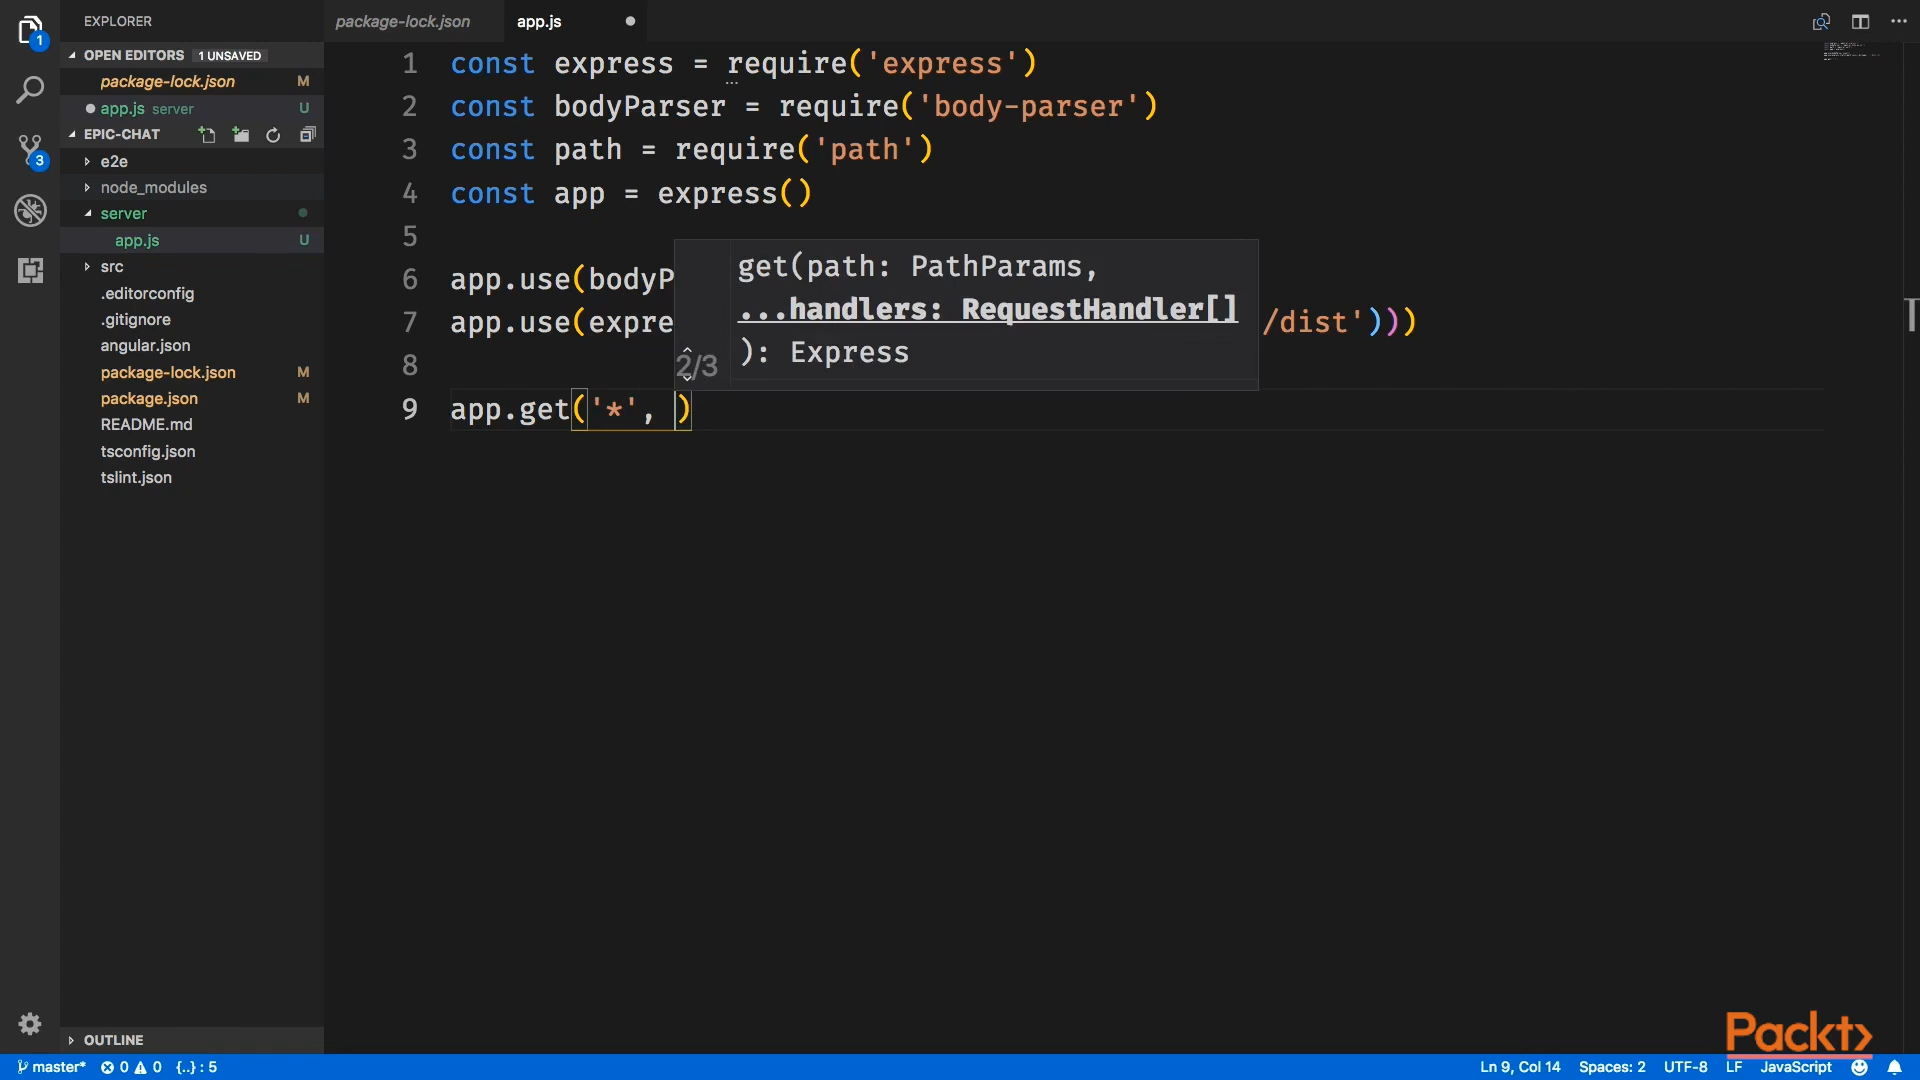 EXPLORER
package-lock.json
app.js
OPEN EDITORS 1 UNSAVED
package-lock.json M
app.js server U
EPIC-CHAT
e2e
node_modules
server
app.js U
src
.editorconfig
.gitignore
angular.json
package-lock.json M
package.json M
README.md
tsconfig.json
tslint.json
OUTLINE
1
3
1 const express = require('express')
2 const bodyParser = require('body-parser')
3 const path = require('path')
4 const app = express()
5
6 app.use(bodyP
7 app.use(expre /dist')))
8
9 app.get('*', )
get(path: PathParams,
...handlers: RequestHandler[]
): Express
2/3
Packt>
master* 0 0 {..} : 5
Ln 9, Col 14 Spaces: 2 UTF-8 LF JavaScript